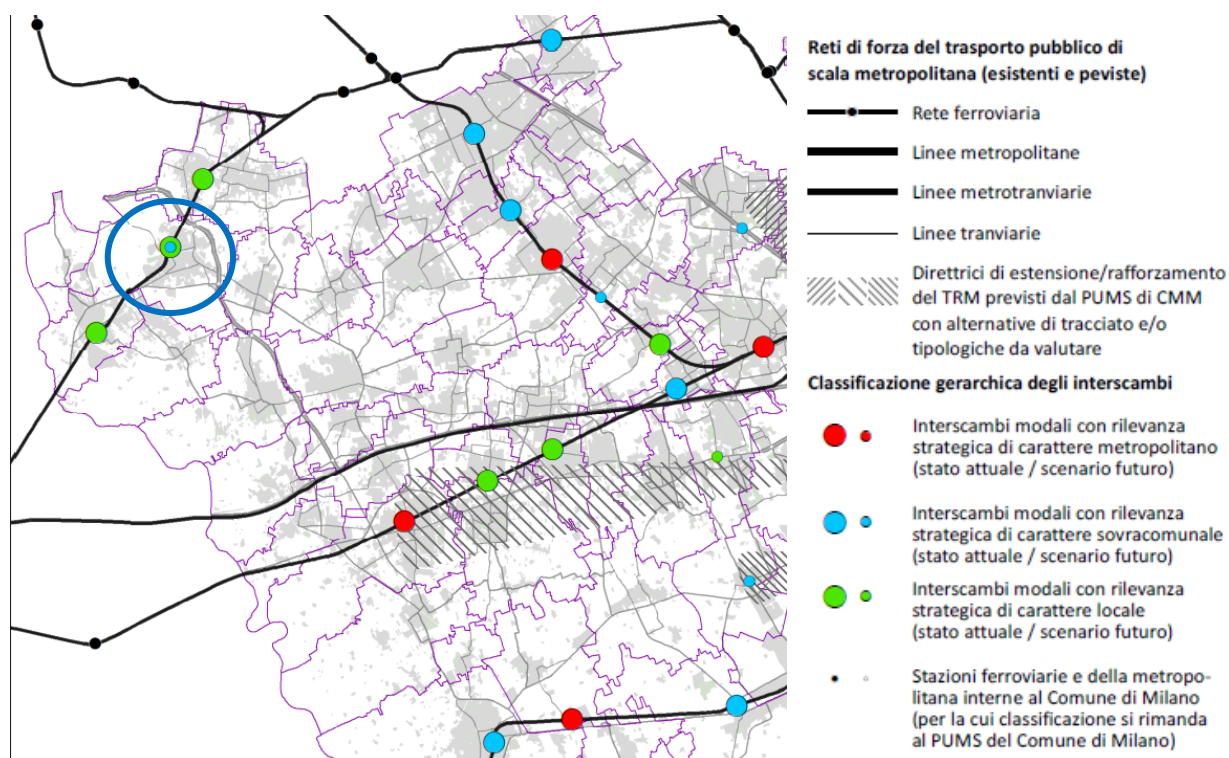 Reti di forza del trasporto pubblico di
scala metropolitana (esistenti e peviste)
Rete ferroviaria
Linee metropolitane
Linee metrotranviarie
Linee tranviarie
Direttrici di estensione/rafforzamento
del TRM previsti dal PUMS di CMM
con alternative di tracciato e/o
tipologiche da valutare
Classificazione gerarchica degli interscambi
Interscambi modali con rilevanza
strategica di carattere metropolitano
(stato attuale / scenario futuro)
Interscambi modali con rilevanza
strategica di carattere sovracomunale
(stato attuale / scenario futuro)
Interscambi modali con rilevanza
strategica di carattere locale
(stato attuale / scenario futuro)
Stazioni ferroviarie e della metropo-
litana interne al Comune di Milano
(per la cui classificazione si rimanda
al PUMS del Comune di Milano)